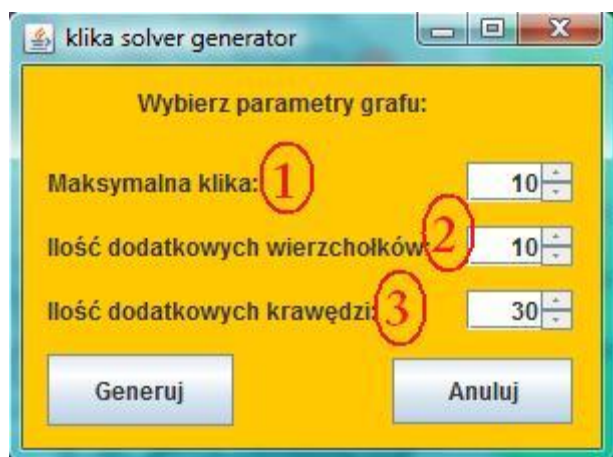 klika solver generator
Wybierz parametry grafu:
Maksymalna klika: 1 10
Ilość dodatkowych wierzchołków: 2 10
Ilość dodatkowych krawędzi: 3 30
Generuj Anuluj